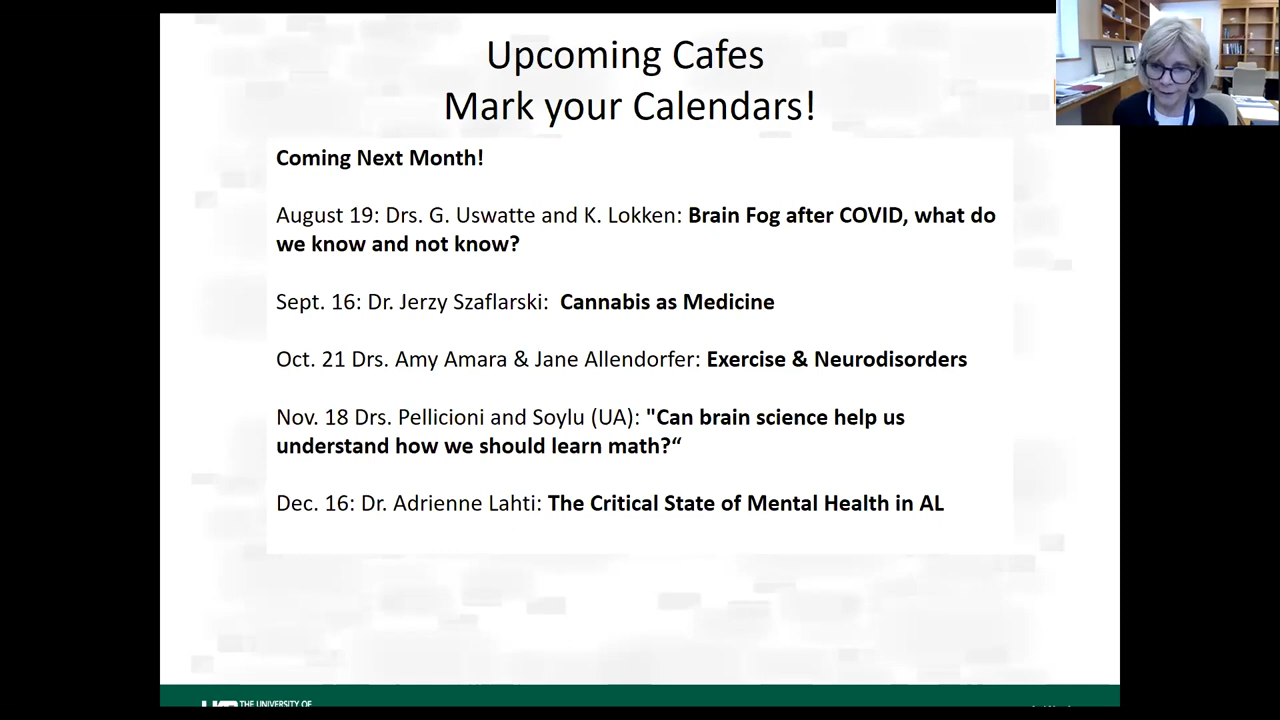 Upcoming Cafes
Mark your Calendars!
Coming Next Month!
August 19: Drs. G. Uswatte and K. Lokken: Brain Fog after COVID, what do
we know and not know?
Sept. 16: Dr. Jerzy Szaflarski: Cannabis as Medicine
Oct. 21 Drs. Amy Amara & Jane Allendorfer: Exercise & Neurodisorders
Nov. 18 Drs. Pellicioni and Soylu (UA): "Can brain science help us
understand how we should learn math?“
Dec. 16: Dr. Adrienne Lahti: The Critical State of Mental Health in AL
THE UNIVERSITY OF